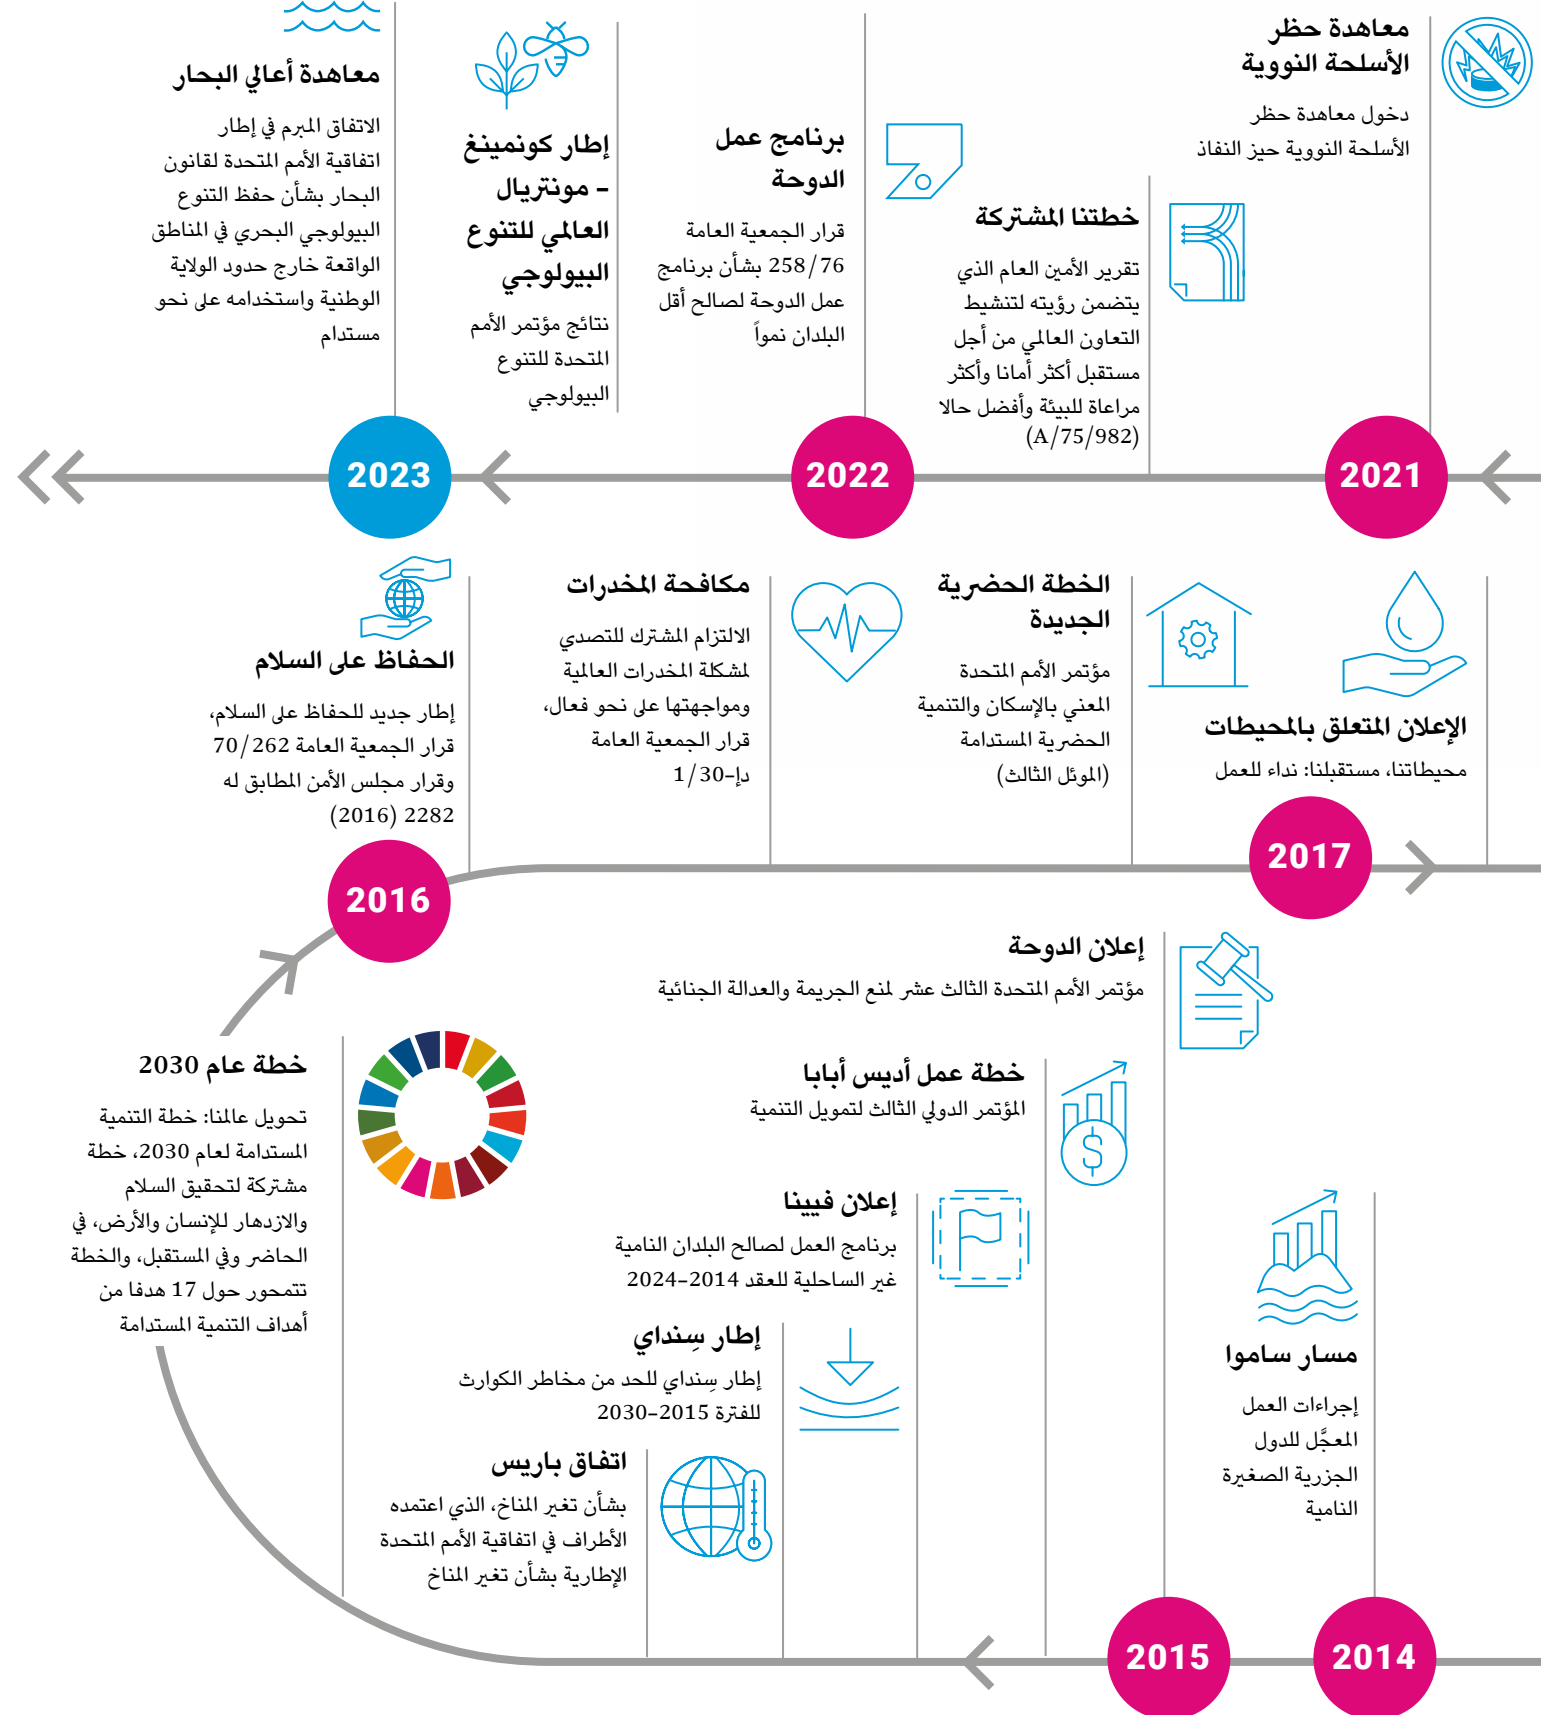 معاهدة حظر
الأسلحة النووية
دخول معاهدة حظر
الأسلحة النووية حيز النفاذ
خطتنا المشتركة
تقرير الأمين العام الذي
يتضمن رؤيته لتنشيط
التعاون العالمي من أجل
مستقبل أكثر أمانا وأكثر
مراعاة للبيئة وأفضل حالا
(A/75/982)
برنامج عمل
الدوحة
قرار الجمعية العامة
258/76 بشأن برنامج
عمل الدوحة لصالح أقل
البلدان نمواً
إطار كونمينغ
– مونتريال
العالمي للتنوع
البيولوجي
نتائج مؤتمر الأمم
المتحدة للتنوع
البيولوجي
معاهدة أعالي البحار
الاتفاق المبرم في إطار
اتفاقية الأمم المتحدة لقانون
البحار بشأن حفظ التنوع
البيولوجي البحري في المناطق
الواقعة خارج حدود الولاية
الوطنية واستخدامه على نحو
مستدام
2021
2022
2023
الإعلان المتعلق بالمحيطات
محيطاتنا، مستقبلنا: نداء للعمل
الخطة الحضرية
الجديدة
مؤتمر الأمم المتحدة
المعني بالإسكان والتنمية
الحضرية المستدامة
(الموئل الثالث)
مكافحة المخدرات
الالتزام المشترك للتصدي
لمشكلة المخدرات العالمية
ومواجهتها على نحو فعال،
قرار الجمعية العامة
دإ-1/30
الحفاظ على السلام
إطار جديد للحفاظ على السلام،
قرار الجمعية العامة 70/262
وقرار مجلس الأمن المطابق له
2282 (2016)
2017
2016
إعلان الدوحة
مؤتمر الأمم المتحدة الثالث عشر لمنع الجريمة والعدالة الجنائية
خطة عمل أديس أبابا
المؤتمر الدولي الثالث لتمويل التنمية
إعلان فيينا
برنامج العمل لصالح البلدان النامية
غير الساحلية للعقد 2014-2024
إطار سِنداي
إطار سِنداي للحد من مخاطر الكوارث
للفترة 2015-2030
اتفاق باريس
بشأن تغير المناخ، الذي اعتمده
الأطراف في اتفاقية الأمم المتحدة
الإطارية بشأن تغير المناخ
خطة عام 2030
تحويل عالمنا: خطة التنمية
المستدامة لعام 2030، خطة
مشتركة لتحقيق السلام
والازدهار للإنسان والأرض، في
الحاضر وفي المستقبل، والخطة
تتمحور حول 17 هدفا من
أهداف التنمية المستدامة
مسار ساموا
إجراءات العمل
المعجَّل للدول
الجزرية الصغيرة
النامية
2014
2015